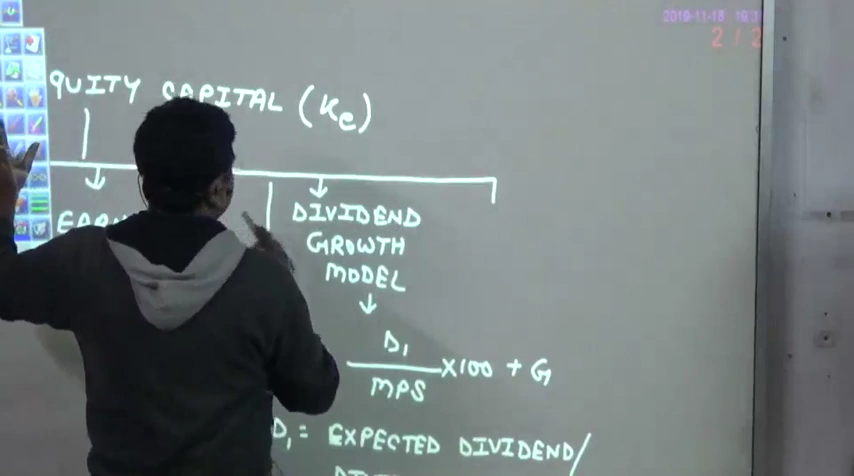 2019-11-18 19:3
2 / 2
QUITY CAPITAL (Ke)
DIVIDEND
GROWTH
MODEL
D1
MPS
X100 + G
D1 = EXPECTED DIVIDEND/